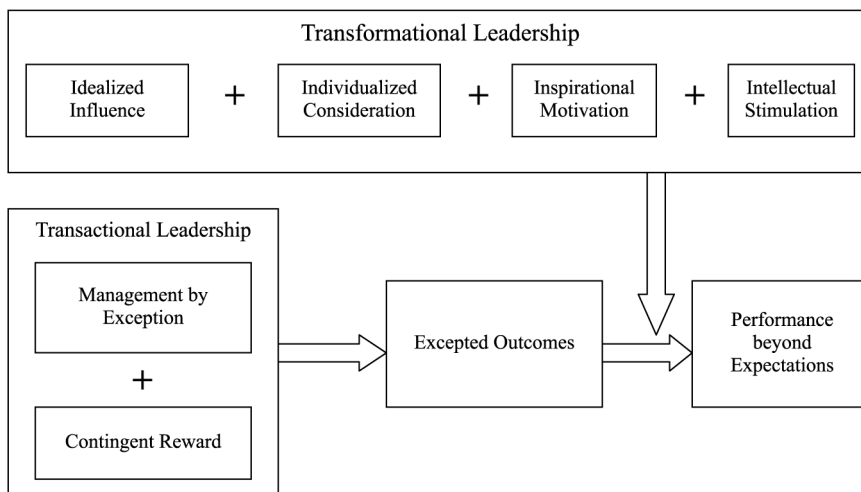 Transformational Leadership
Idealized
Influence
+
Individualized
Consideration
+
Inspirational
Motivation
+
Intellectual
Stimulation
Transactional Leadership
Management by
Exception
+
Contingent Reward
Excepted Outcomes
Performance
beyond
Expectations